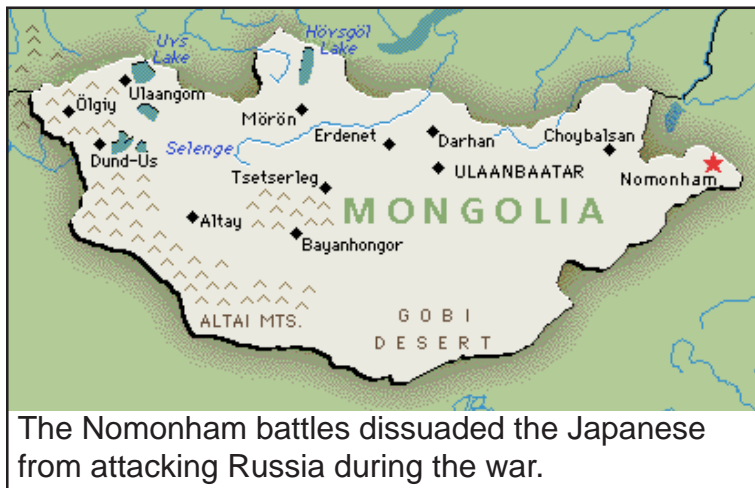 Uvs
Lake
Hövsgöl
Lake
Ulaangom
Ölgiy
Mörön
Dund-Us
Selenge
Erdenet
Darhan
Choybalsan
ULAANBAATAR
Nomonham
Tsetserleg
MONGOLIA
Altay
Bayanhongor
ALTAI MTS.
GOBI
DESERT
The Nomonham battles dissuaded the Japanese
from attacking Russia during the war.